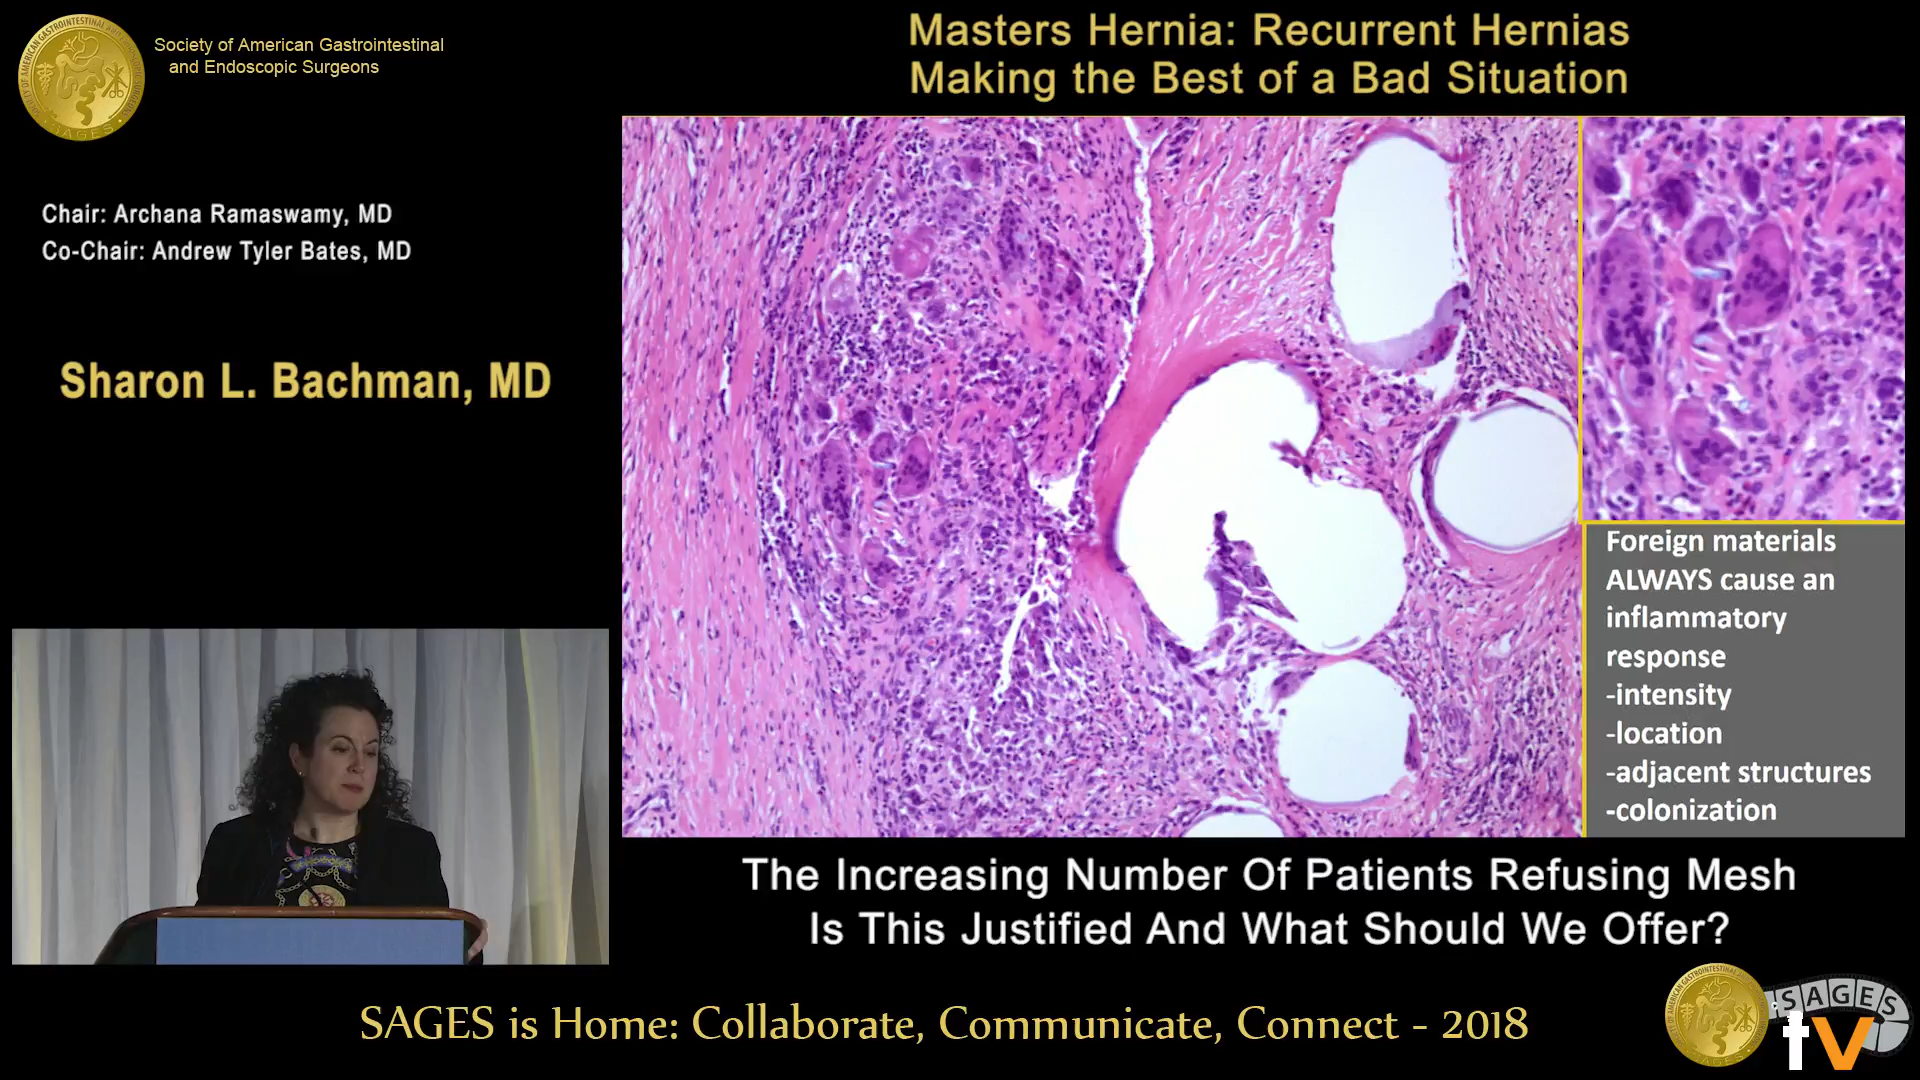 Society of American Gastrointestinal
and Endoscopic Surgeons
SAGES
Masters Hernia: Recurrent Hernias
Making the Best of a Bad Situation
Chair: Archana Ramaswamy, MD
Co-Chair: Andrew Tyler Bates, MD
Sharon L. Bachman, MD
Foreign materials
ALWAYS cause an
inflammatory
response
-intensity
-location
-adjacent structures
-colonization
The Increasing Number Of Patients Refusing Mesh
Is This Justified And What Should We Offer?
SAGES is Home: Collaborate, Communicate, Connect - 2018
SAGES
tv